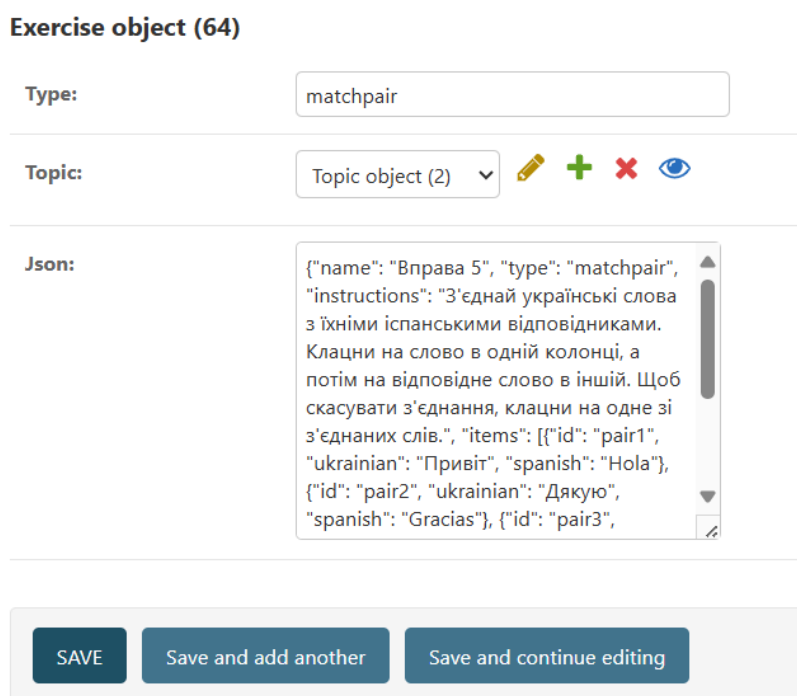 Exercise object (64)
Type:
matchpair
Topic:
Topic object (2)
Json:
{"name": "Вправа 5", "type": "matchpair",
"instructions": "З'єднай українські слова
з їхніми іспанськими відповідниками.
Клацни на слово в одній колонці, а
потім на відповідне слово в іншій. Щоб
скасувати з'єднання, клацни на одне зі
з'єднаних слів.", "items": [{"id": "pair1",
"ukrainian": "Привіт", "spanish": "Hola"},
{"id": "pair2", "ukrainian": "Дякую",
"spanish": "Gracias"}, {"id": "pair3",
SAVE
Save and add another
Save and continue editing